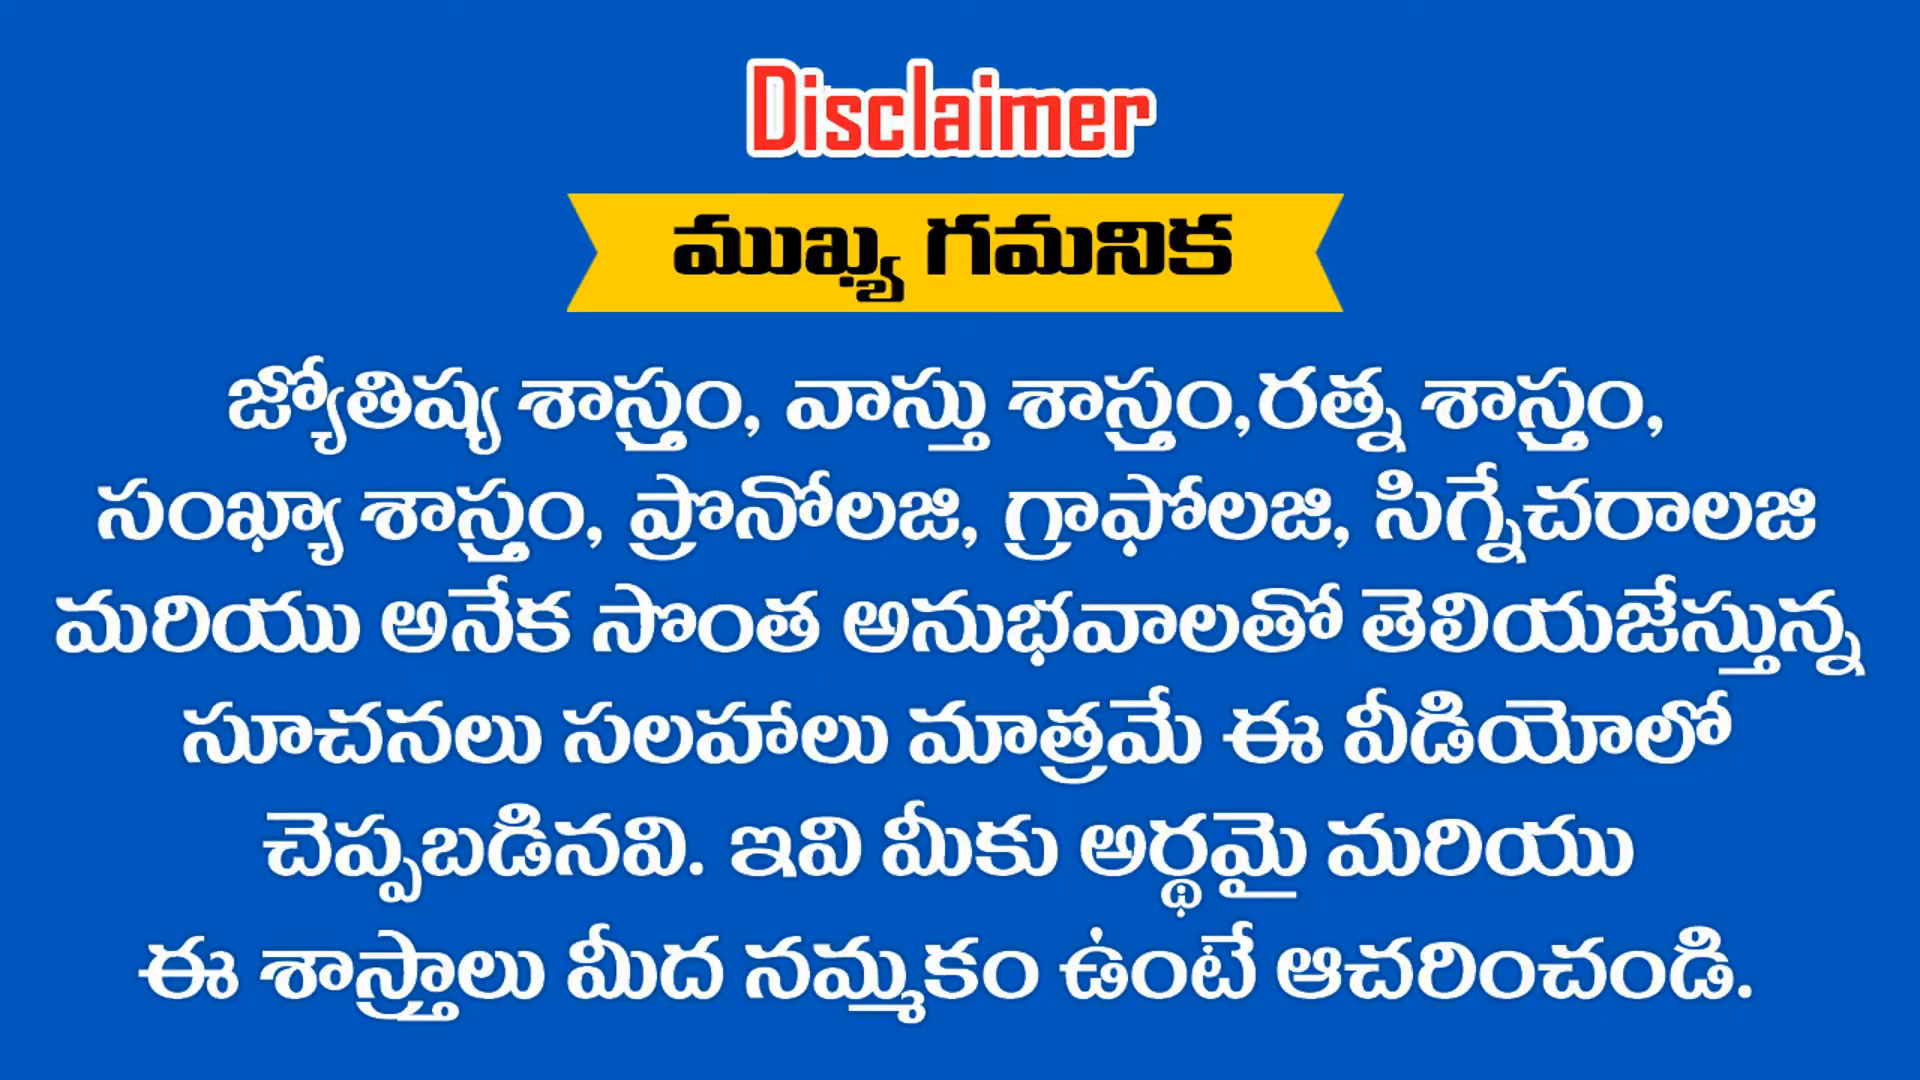 Disclaimer
ముఖ్య గమనిక
జ్యోతిష్య శాస్త్రం, వాస్తు శాస్త్రం,రత్న శాస్త్రం,
సంఖ్యా శాస్త్రం, ప్రొనోలజి, గ్రాఫోలజి, సిగ్నేచరాలజి
మరియు అనేక సొంత అనుభవాలతో తెలియజేస్తున్న
సూచనలు సలహాలు మాత్రమే ఈ వీడియోలో
చెప్పబడినవి. ఇవి మీకు అర్థమై మరియు
ఈ శాస్త్రాలు మీద నమ్మకం ఉంటే ఆచరించండి.